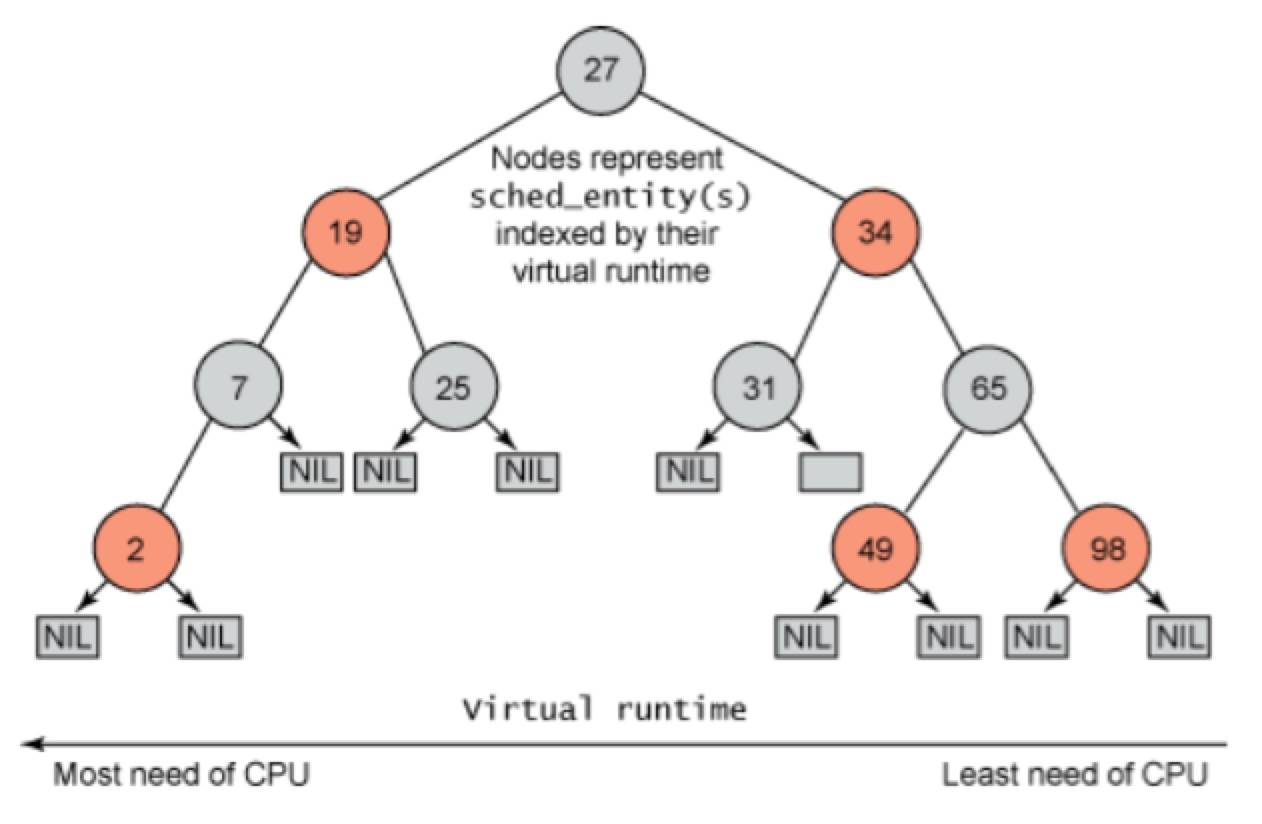 27
Nodes represent
sched_entity(s)
indexed by their
virtual runtime
19
34
7
25
31
65
NIL
NIL
NIL
NIL
2
49
98
NIL
NIL
NIL
NIL
NIL
NIL
Virtual runtime
Most need of CPU
Least need of CPU